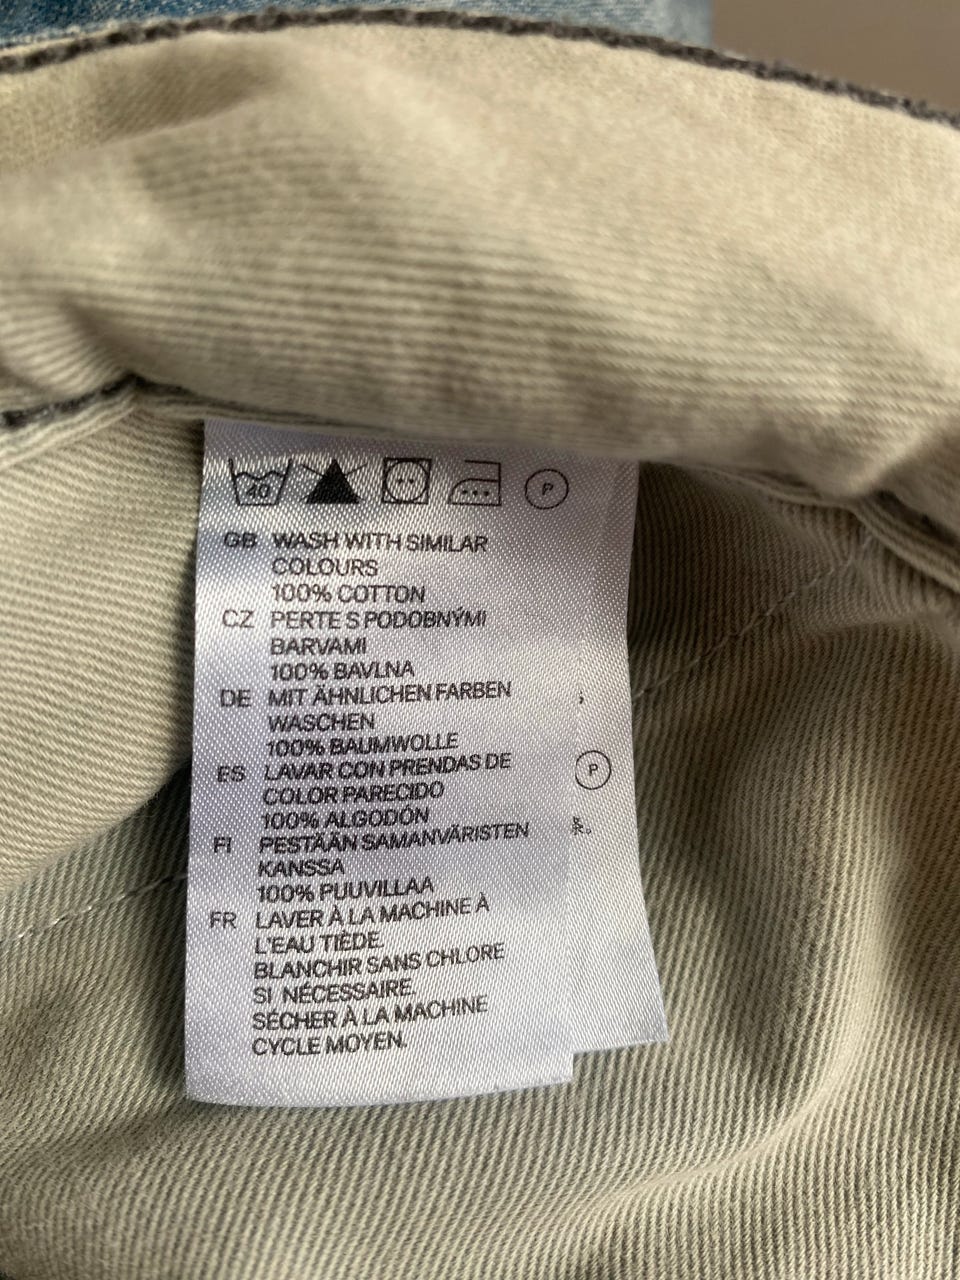 40
P
GB WASH WITH SIMILAR
COLOURS
100% COTTON
CZ PERTE S PODOBNÝMI
BARVAMI
100% BAVLNA
DE MIT ÄHNLICHEN FARBEN
WASCHEN
100% BAUMWOLLE
ES LAVAR CON PRENDAS DE
COLOR PARECIDO
100% ALGODÓN
FI PESTÄÄN SAMANVÄRISTEN
KANSSA
100% PUUVILLAA
FR LAVER À LA MACHINE À
L'EAU TIÈDE.
BLANCHIR SANS CHLORE
SI NÉCESSAIRE.
SÉCHER À LA MACHINE
CYCLE MOYEN.
P